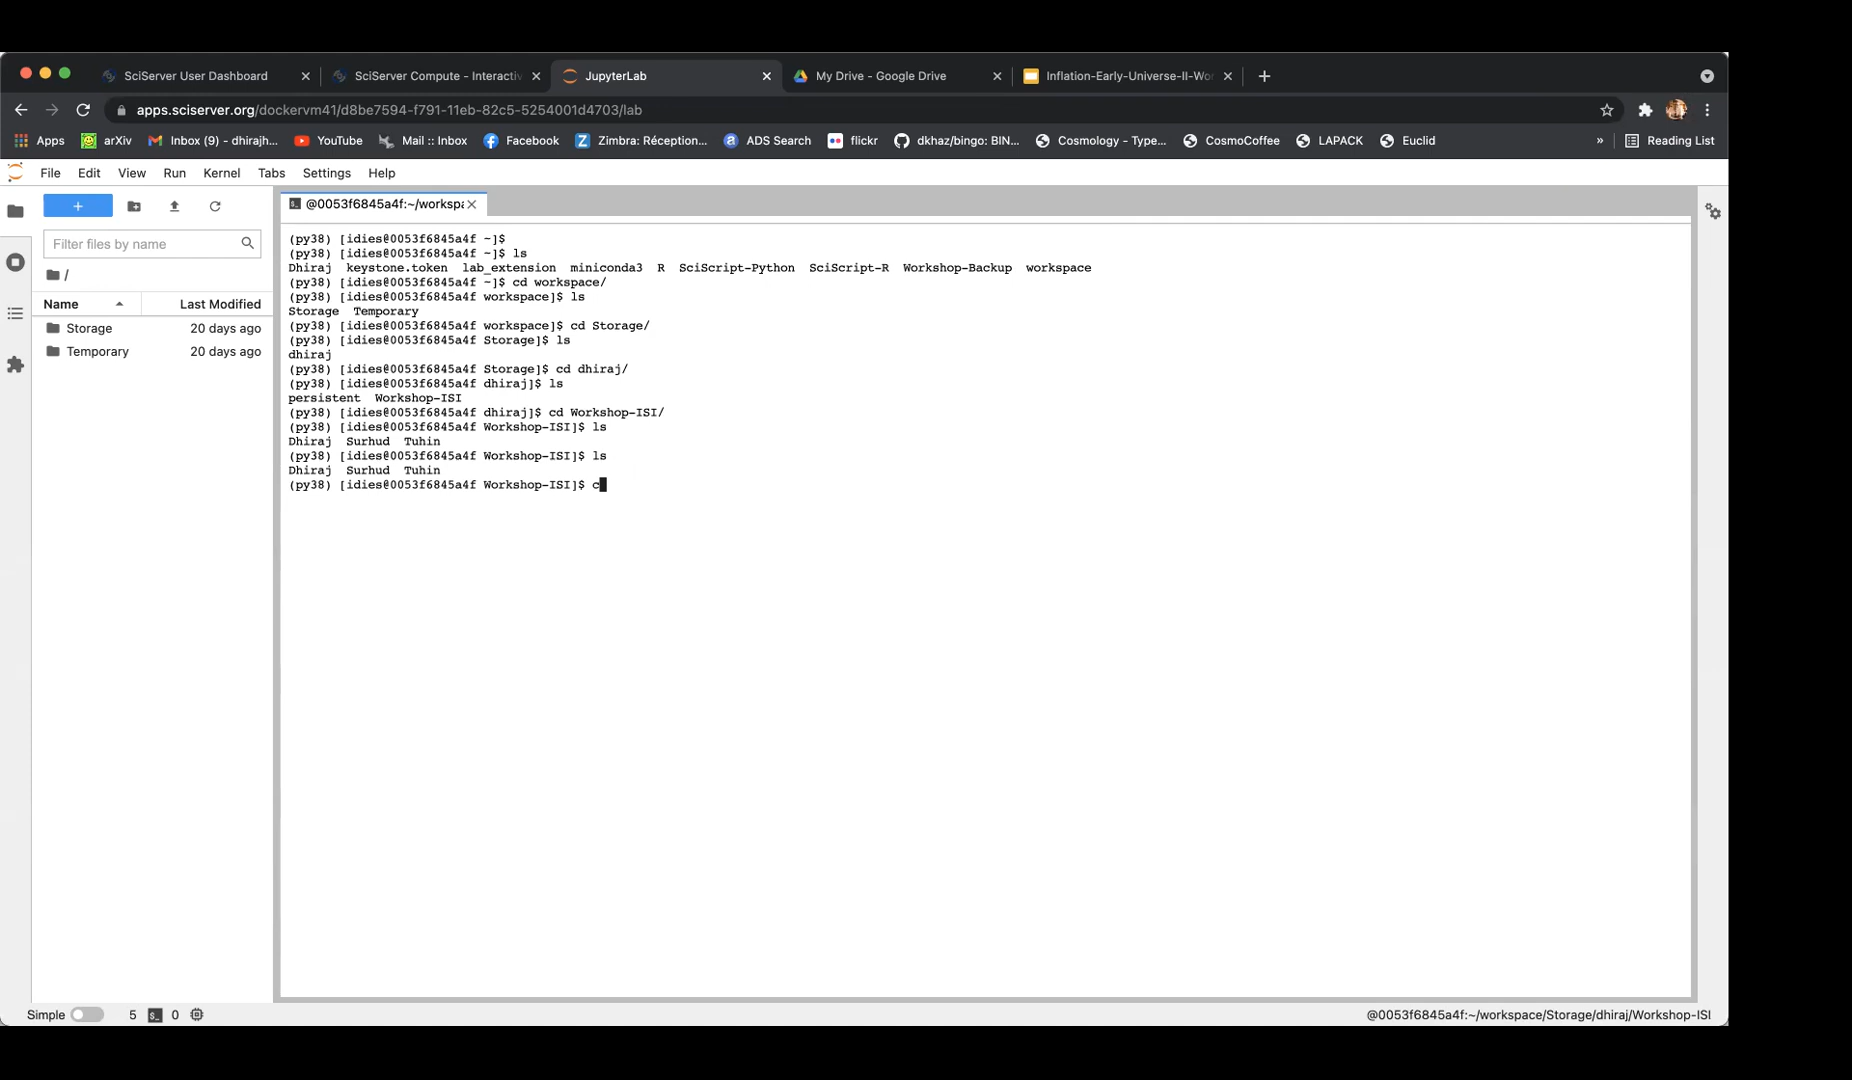 SciServer User Dashboard
SciServer Compute - Interactiv
JupyterLab
My Drive - Google Drive
Inflation-Early-Universe-II-Wor
apps.sciserver.org/dockervm41/d8be7594-f791-11eb-82c5-5254001d4703/lab
Apps arXiv Inbox (9) - dhirajh... YouTube Mail :: Inbox Facebook Zimbra: Réception... ADS Search flickr dkhaz/bingo: BIN... Cosmology - Type... CosmoCoffee LAPACK Euclid » Reading List
File Edit View Run Kernel Tabs Settings Help
@0053f6845a4f:~/workspa
Filter files by name
/
Name Last Modified
Storage 20 days ago
Temporary 20 days ago
(py38) [idies@0053f6845a4f ~]$
(py38) [idies@0053f6845a4f ~]$ ls
Dhiraj keystone.token lab_extension miniconda3 R SciScript-Python SciScript-R Workshop-Backup workspace
(py38) [idies@0053f6845a4f ~]$ cd workspace/
(py38) [idies@0053f6845a4f workspace]$ ls
Storage Temporary
(py38) [idies@0053f6845a4f workspace]$ cd Storage/
(py38) [idies@0053f6845a4f Storage]$ ls
dhiraj
(py38) [idies@0053f6845a4f Storage]$ cd dhiraj/
(py38) [idies@0053f6845a4f dhiraj]$ ls
persistent Workshop-ISI
(py38) [idies@0053f6845a4f dhiraj]$ cd Workshop-ISI/
(py38) [idies@0053f6845a4f Workshop-ISI]$ ls
Dhiraj Surhud Tuhin
(py38) [idies@0053f6845a4f Workshop-ISI]$ ls
Dhiraj Surhud Tuhin
(py38) [idies@0053f6845a4f Workshop-ISI]$ c
Simple 5 0
@0053f6845a4f:~/workspace/Storage/dhiraj/Workshop-ISI